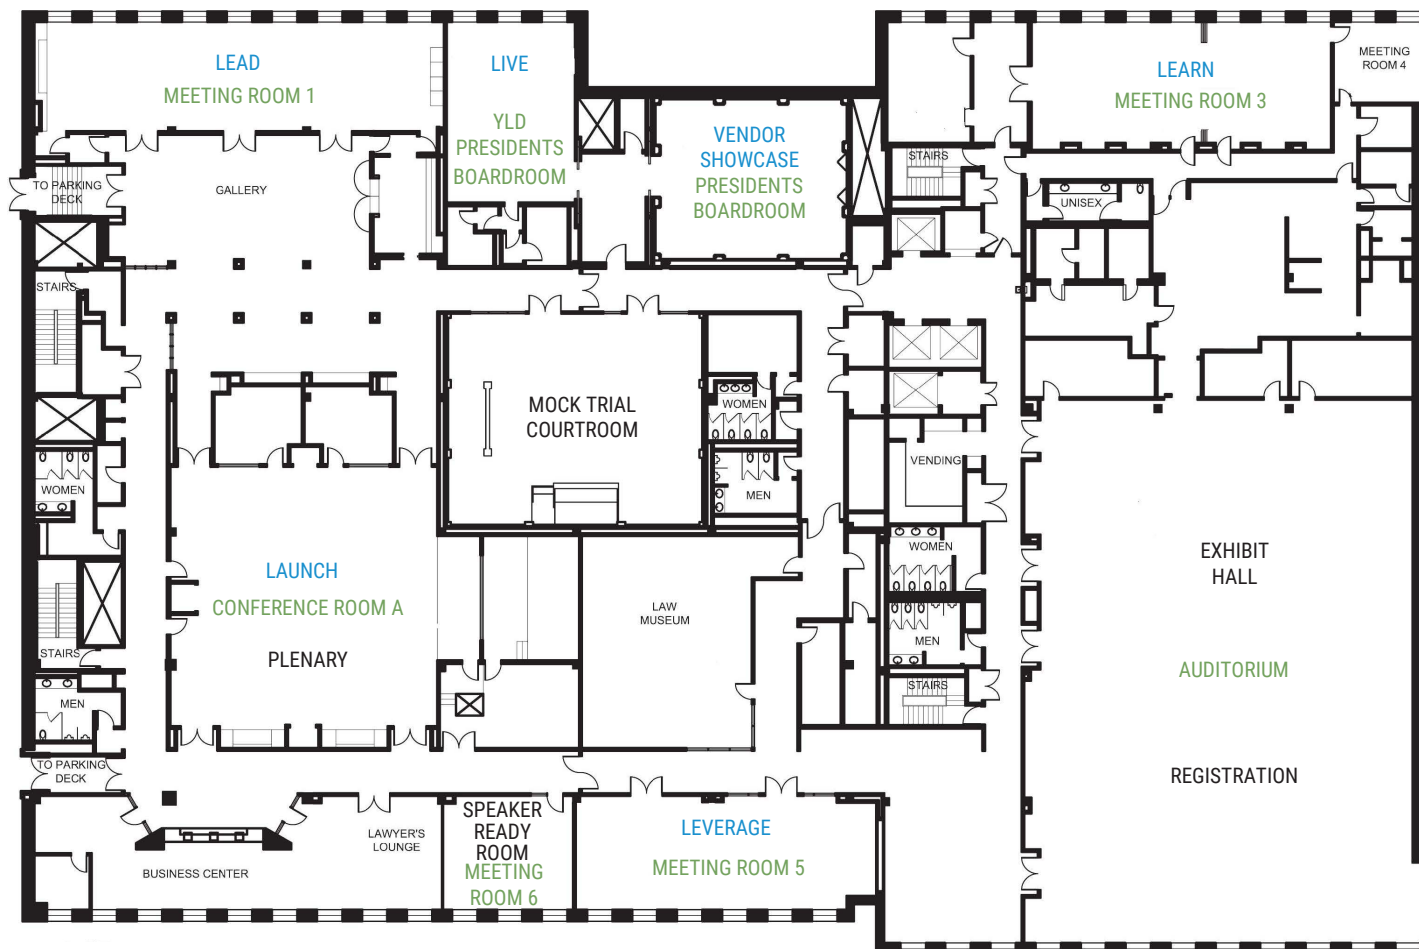 LEAD
MEETING ROOM 1
LIVE
YLD
PRESIDENTS
BOARDROOM
VENDOR
SHOWCASE
PRESIDENTS
BOARDROOM
LEARN
MEETING ROOM 3
MEETING
ROOM 4
STAIRS
TO PARKING
DECK
GALLERY
UNISEX
STAIRS
MOCK TRIAL
COURTROOM
WOMEN
MEN
VENDING
WOMEN
WOMEN
MEN
STAIRS
LAUNCH
CONFERENCE ROOM A
PLENARY
LAW
MUSEUM
EXHIBIT
HALL
AUDITORIUM
REGISTRATION
STAIRS
MEN
TO PARKING
DECK
BUSINESS CENTER
LAWYER'S
LOUNGE
SPEAKER
READY
ROOM
MEETING
ROOM 6
LEVERAGE
MEETING ROOM 5